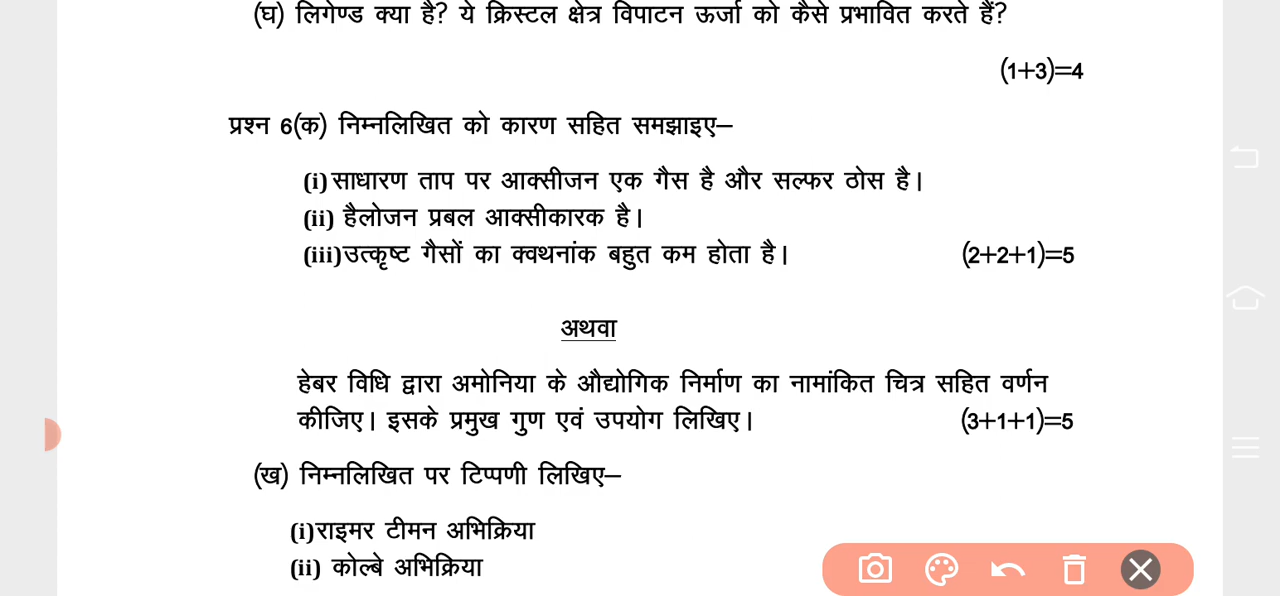 (घ) लिगेण्ड क्या है? ये क्रिस्टल क्षेत्र विपाटन ऊर्जा को कैसे प्रभावित करते हैं?
(1+3)=4
प्रश्न 6(क) निम्नलिखित को कारण सहित समझाइए–
(i) साधारण ताप पर आक्सीजन एक गैस है और सल्फर ठोस है।
(ii) हैलोजन प्रबल आक्सीकारक है।
(iii) उत्कृष्ट गैसों का क्वथनांक बहुत कम होता है। (2+2+1)=5
अथवा
हेबर विधि द्वारा अमोनिया के औद्योगिक निर्माण का नामांकित चित्र सहित वर्णन
कीजिए। इसके प्रमुख गुण एवं उपयोग लिखिए। (3+1+1)=5
(ख) निम्नलिखित पर टिप्पणी लिखिए–
(i) राइमर टीमन अभिक्रिया
(ii) कोल्बे अभिक्रिया